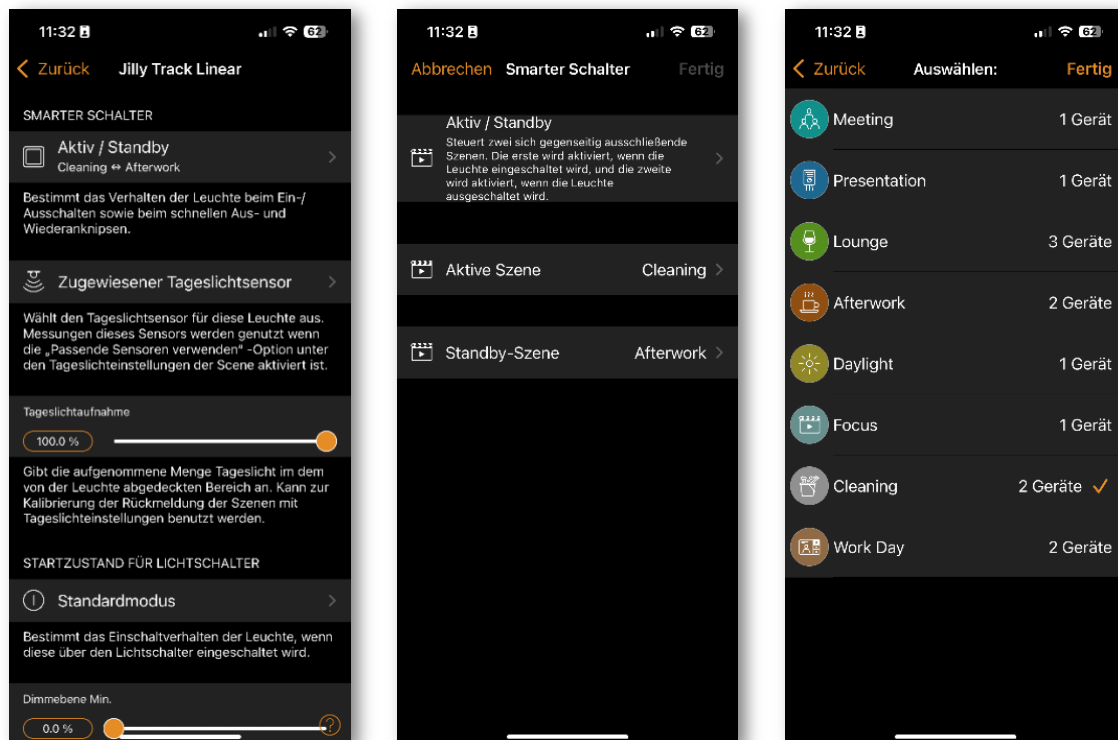 11:32
62
Zurück
Jilly Track Linear
SMARTER SCHALTER
Aktiv / Standby
Cleaning ↔ Afterwork
Bestimmt das Verhalten der Leuchte beim Ein-/
Ausschalten sowie beim schnellen Aus- und
Wiederanknipsen.
Zugewiesener Tageslichtsensor
Wählt den Tageslichtsensor für diese Leuchte aus.
Messungen dieses Sensors werden genutzt wenn
die „Passende Sensoren verwenden" -Option unter
den Tageslichteinstellungen der Scene aktiviert ist.
Tageslichtaufnahme
100.0 %
Gibt die aufgenommene Menge Tageslicht im dem
von der Leuchte abgedeckten Bereich an. Kann zur
Kalibrierung der Rückmeldung der Szenen mit
Tageslichteinstellungen benutzt werden.
STARTZUSTAND FÜR LICHTSCHALTER
Standardmodus
Bestimmt das Einschaltverhalten der Leuchte, wenn
diese über den Lichtschalter eingeschaltet wird.
Dimmebene Min.
0.0 %
?
11:32
62
Abbrechen
Smarter Schalter
Fertig
Aktiv / Standby
Steuert zwei sich gegenseitig ausschließende
Szenen. Die erste wird aktiviert, wenn die
Leuchte eingeschaltet wird, und die zweite
wird aktiviert, wenn die Leuchte
ausgeschaltet wird.
Aktive Szene Cleaning
Standby-Szene Afterwork
11:32
62
Zurück
Auswählen:
Fertig
Meeting 1 Gerät
Presentation 1 Gerät
Lounge 3 Geräte
Afterwork 2 Geräte
Daylight 1 Gerät
Focus 1 Gerät
Cleaning 2 Geräte ✓
Work Day 2 Geräte